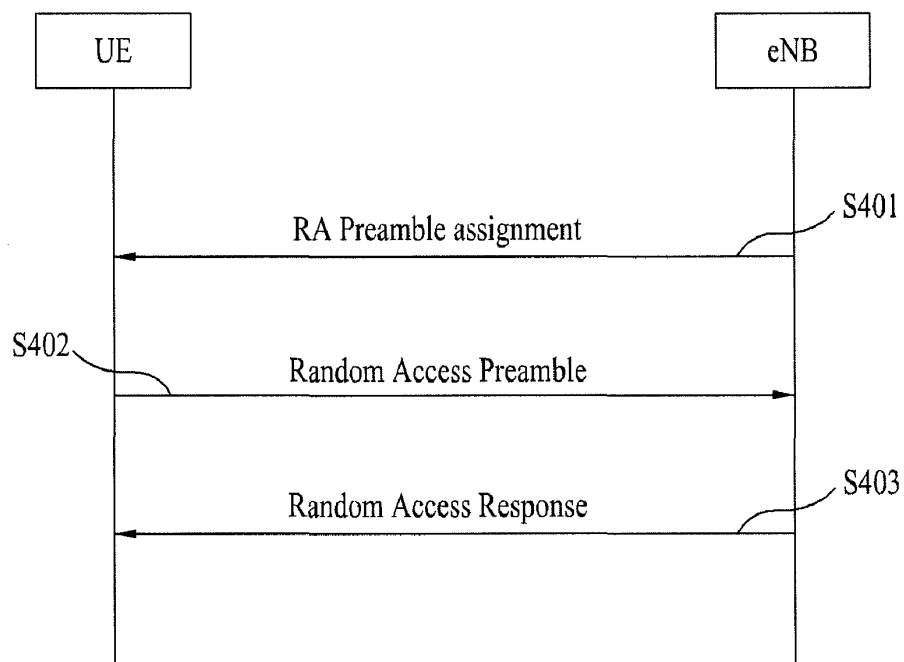 UE
eNB
S401
RA Preamble assignment
S402
Random Access Preamble
S403
Random Access Response